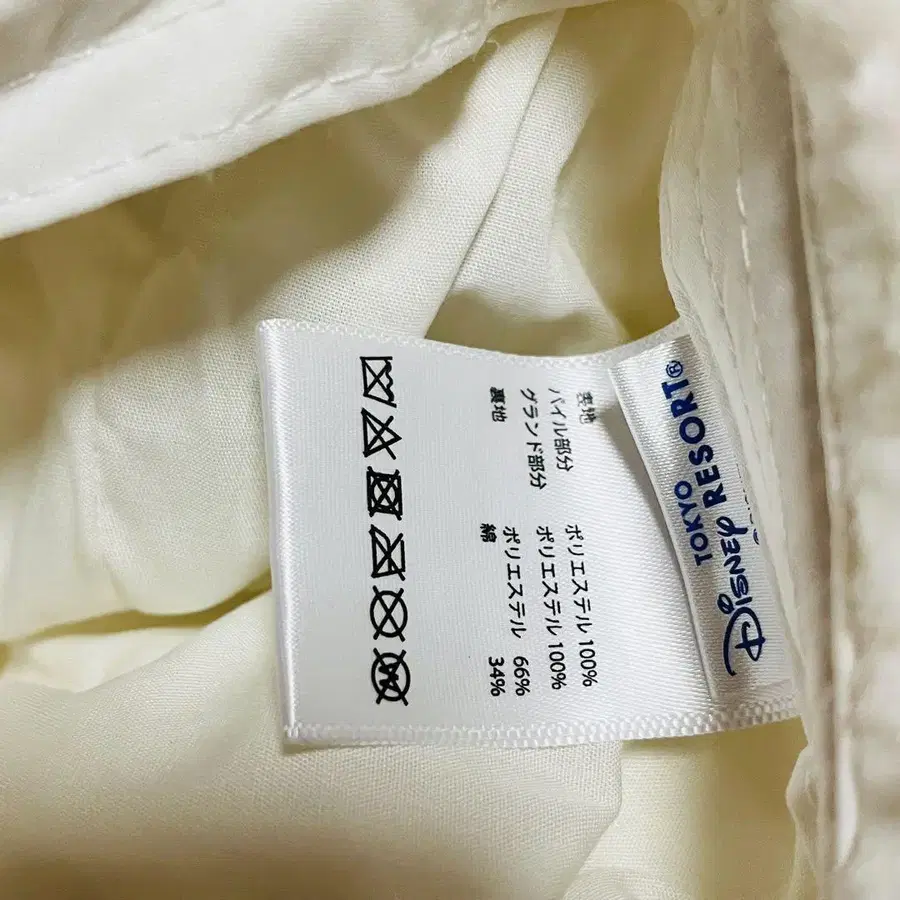 TOKYO
Disney RESORT®
表地
パイル部分 ポリエステル 100%
グランド部分 ポリエステル 100%
裏地 ポリエステル 66%
綿 34%